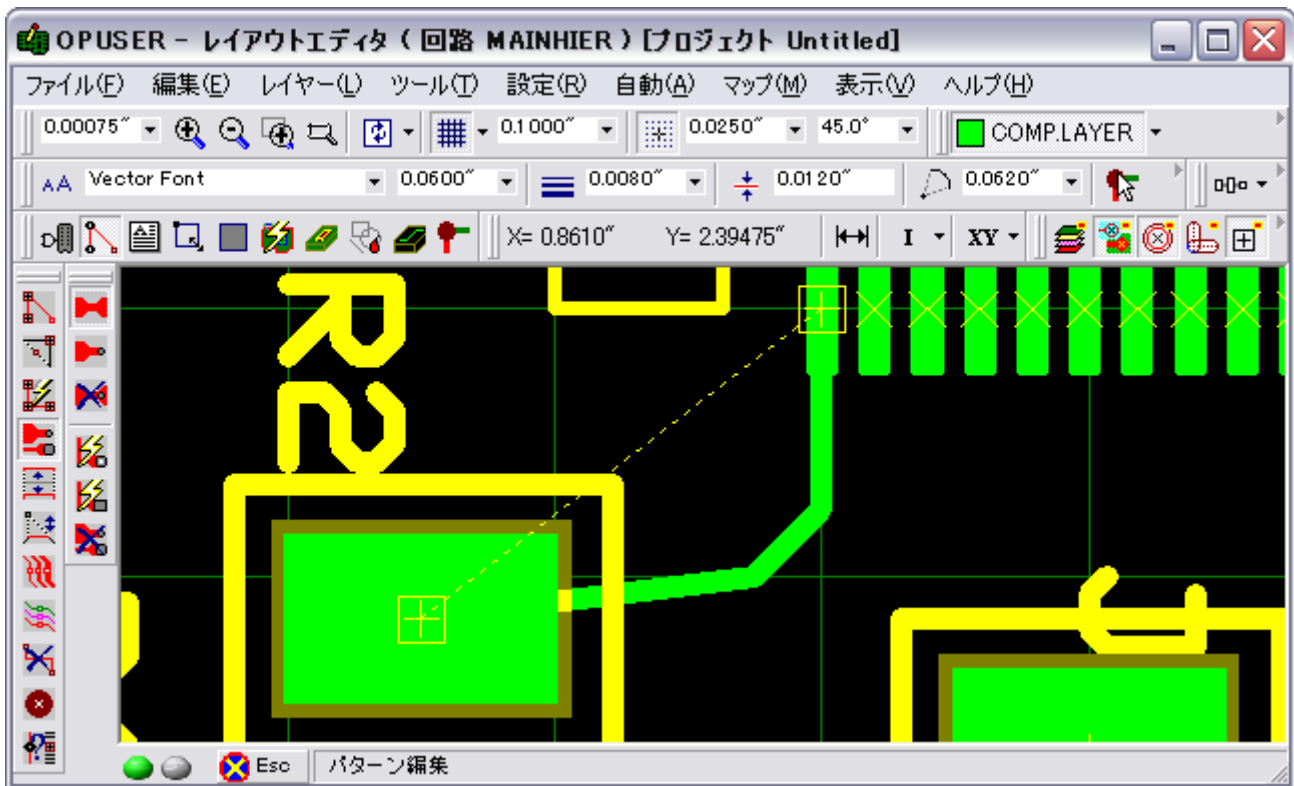 OPUSER - レイアウトエディタ ( 回路 MAINHIER ) [プロジェクト Untitled]
ファイル(F) 編集(E) レイヤー(L) ツール(T) 設定(R) 自動(A) マップ(M) 表示(V) ヘルプ(H)
0.00075" 0.1000" 0.0250" 45.0° COMP.LAYER
AA Vector Font 0.0600" 0.0080" 0.0120" 0.0620"
X= 0.8610" Y= 2.39475" I XY
R2
Esc パターン編集